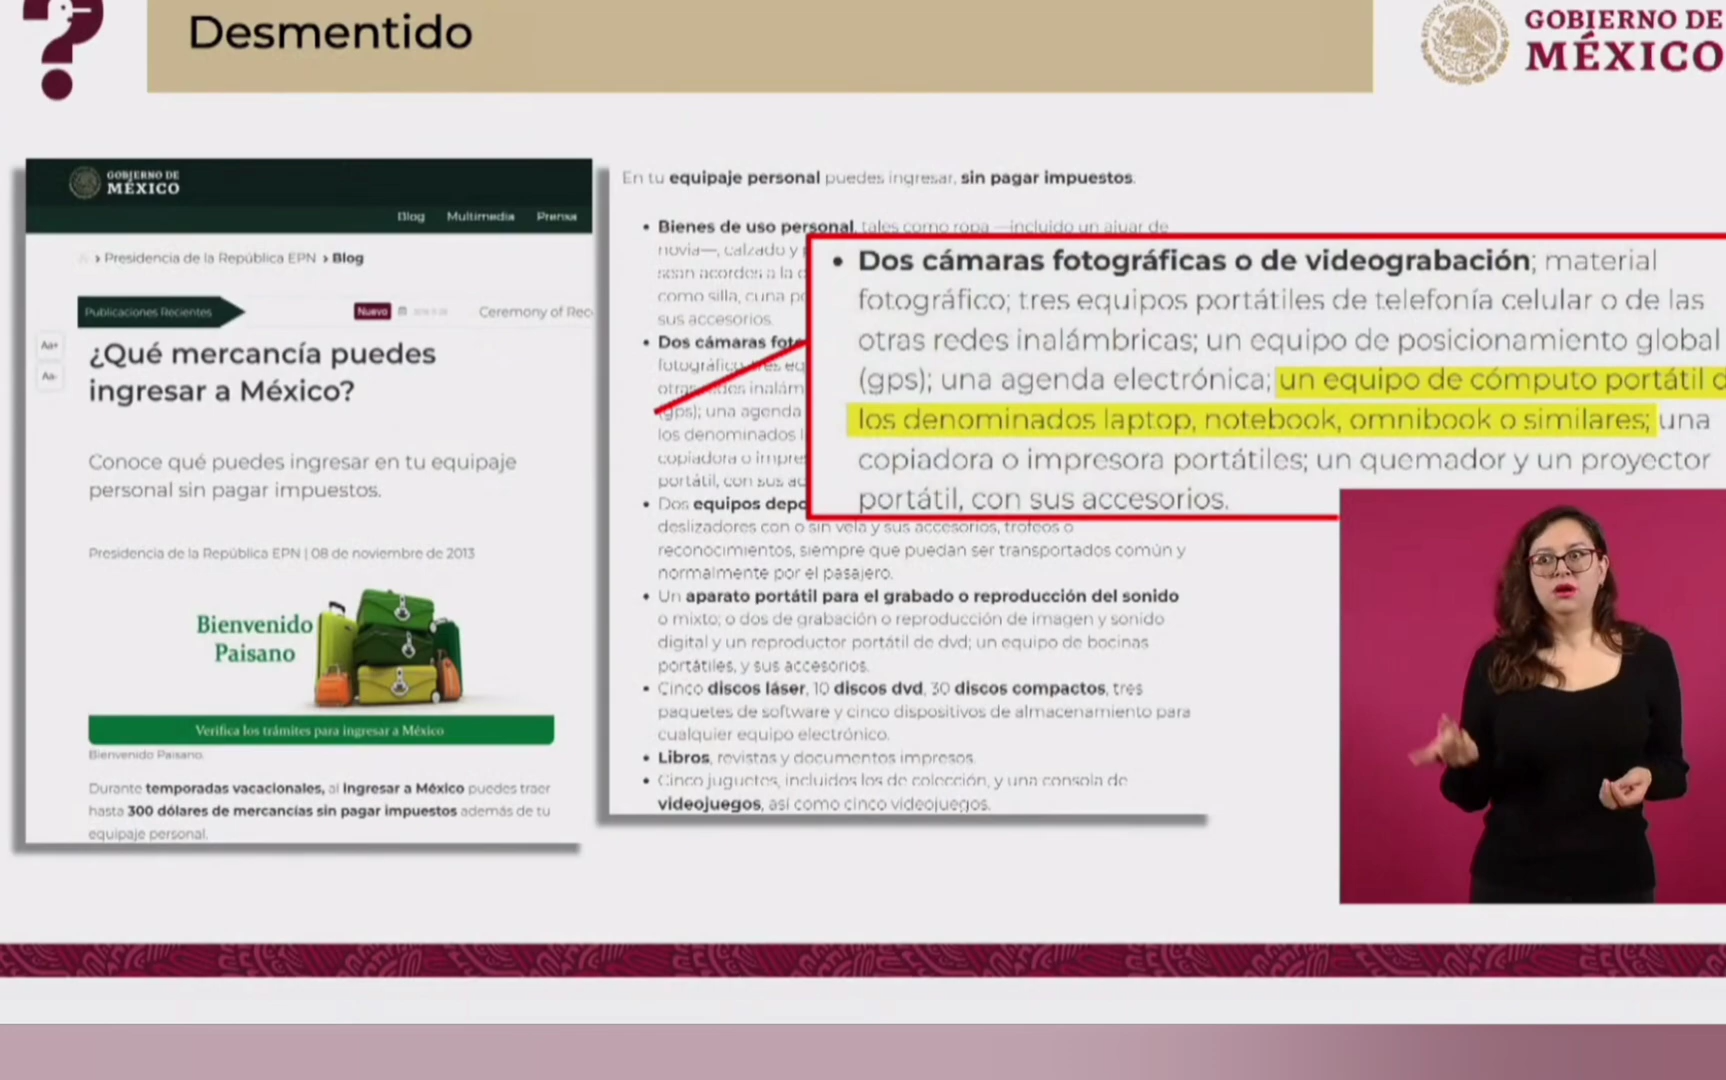 ?
Desmentido
GOBIERNO DE
MÉXICO
GOBIERNO DE
MÉXICO
Blog Multimedia Prensa
› Presidencia de la República EPN › Blog
Publicaciones Recientes
Nuevo
Ceremony of Rec
Aa+
Aa-
¿Qué mercancía puedes
ingresar a México?
Conoce qué puedes ingresar en tu equipaje
personal sin pagar impuestos.
Presidencia de la República EPN | 08 de noviembre de 2013
Bienvenido
Paisano
Verifica los trámites para ingresar a México
Bienvenido Paisano.
Durante temporadas vacacionales, al ingresar a México puedes traer
hasta 300 dólares de mercancías sin pagar impuestos además de tu
equipaje personal.
En tu equipaje personal puedes ingresar, sin pagar impuestos.
• Bienes de uso personal, tales como ropa —incluido un ajuar de
novia—, calzado y
sean acordes a la
como silla, cuna
sus accesorios.
• Dos cámaras fot
fotográfico; tres eq
otras redes inalám
(gps); una agenda
los denominados l
copiadora o impre
portátil, con sus ac
• Dos cámaras fotográficas o de videograbación; material
fotográfico; tres equipos portátiles de telefonía celular o de las
otras redes inalámbricas; un equipo de posicionamiento global
(gps); una agenda electrónica; un equipo de cómputo portátil d
los denominados laptop, notebook, omnibook o similares; una
copiadora o impresora portátiles; un quemador y un proyector
portátil, con sus accesorios.
• Dos equipos depo
deslizadores con o sin vela y sus accesorios, trofeos o
reconocimientos, siempre que puedan ser transportados común y
normalmente por el pasajero.
• Un aparato portátil para el grabado o reproducción del sonido
o mixto; o dos de grabación o reproducción de imagen y sonido
digital y un reproductor portátil de dvd; un equipo de bocinas
portátiles, y sus accesorios.
• Cinco discos láser, 10 discos dvd, 30 discos compactos, tres
paquetes de software y cinco dispositivos de almacenamiento para
cualquier equipo electrónico.
• Libros, revistas y documentos impresos.
• Cinco juguetes, incluidos los de colección, y una consola de
videojuegos, así como cinco videojuegos.